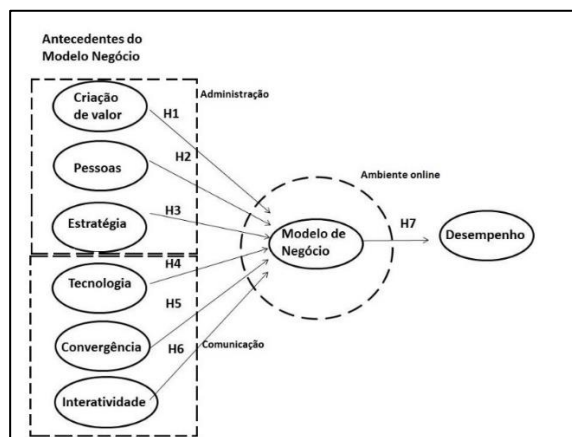 Antecedentes do
Modelo Negócio
Administração
Criação
de valor
H1
Pessoas
H2
Ambiente online
Estratégia
H3
Modelo de
Negócio
H7
Desempenho
Tecnologia
H4
H5
Convergência
H6
Comunicação
Interatividade